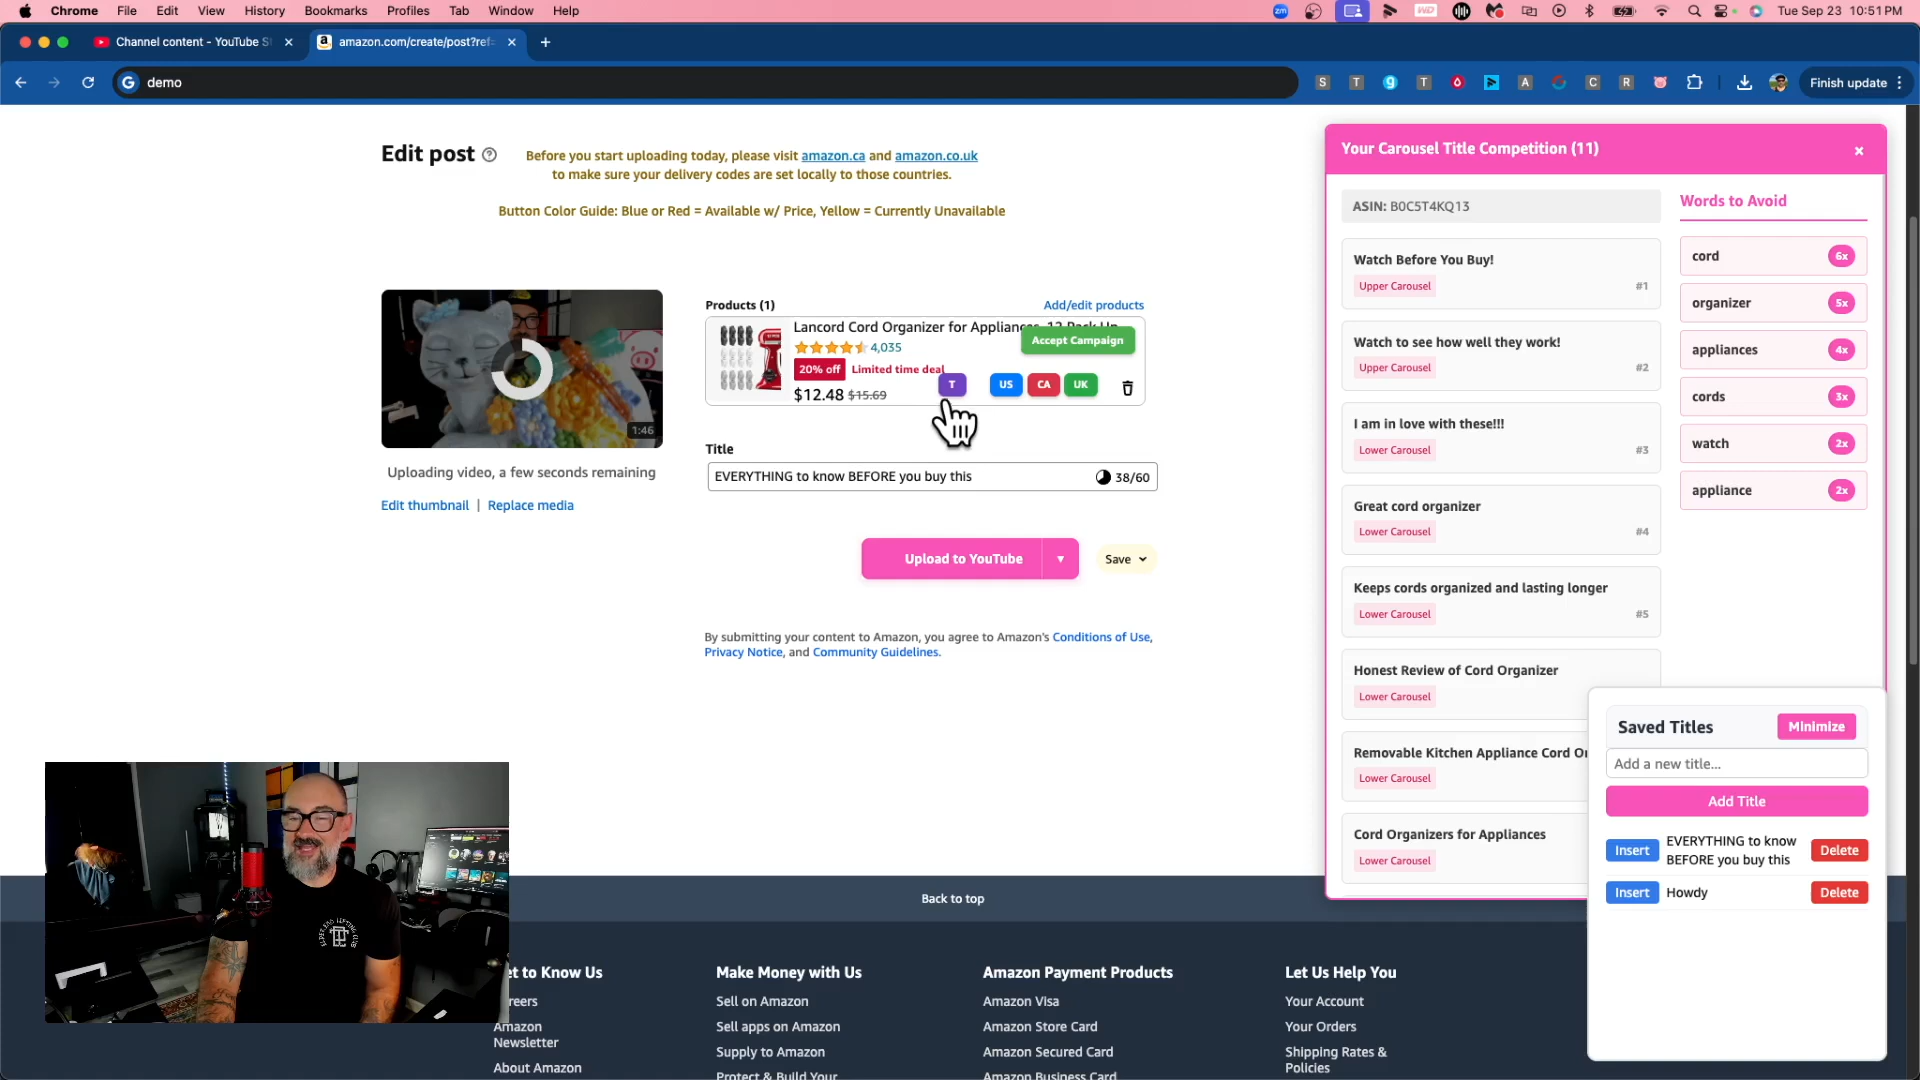 Chrome File Edit View History Bookmarks Profiles Tab Window Help
Tue Sep 23 10:51 PM
Channel content - YouTube St
amazon.com/create/post?ref=
demo
Finish update
Edit post
Before you start uploading today, please visit amazon.ca and amazon.co.uk
to make sure your delivery codes are set locally to those countries.
Button Color Guide: Blue or Red = Available w/ Price, Yellow = Currently Unavailable
1:46
Uploading video, a few seconds remaining
Edit thumbnail | Replace media
Products (1)
Add/edit products
Lancord Cord Organizer for Appliances, 12 Pack Up
4,035
Accept Campaign
20% off Limited time deal
$12.48 $15.69
T US CA UK
Title
EVERYTHING to know BEFORE you buy this
38/60
Upload to YouTube
Save
By submitting your content to Amazon, you agree to Amazon's Conditions of Use,
Privacy Notice, and Community Guidelines.
Your Carousel Title Competition (11)
ASIN: B0C5T4KQ13
Watch Before You Buy!
Upper Carousel
#1
Watch to see how well they work!
Upper Carousel
#2
I am in love with these!!!
Lower Carousel
#3
Great cord organizer
Lower Carousel
#4
Keeps cords organized and lasting longer
Lower Carousel
#5
Honest Review of Cord Organizer
Lower Carousel
Removable Kitchen Appliance Cord Or
Lower Carousel
Cord Organizers for Appliances
Lower Carousel
Words to Avoid
cord 6x
organizer 5x
appliances 4x
cords 3x
watch 2x
appliance 2x
Saved Titles
Minimize
Add a new title...
Add Title
Insert
EVERYTHING to know
BEFORE you buy this
Delete
Insert
Howdy
Delete
Back to top
et to Know Us
reers
Amazon
Newsletter
About Amazon
Make Money with Us
Sell on Amazon
Sell apps on Amazon
Supply to Amazon
Protect & Build Your
Amazon Payment Products
Amazon Visa
Amazon Store Card
Amazon Secured Card
Amazon Business Card
Let Us Help You
Your Account
Your Orders
Shipping Rates &
Policies